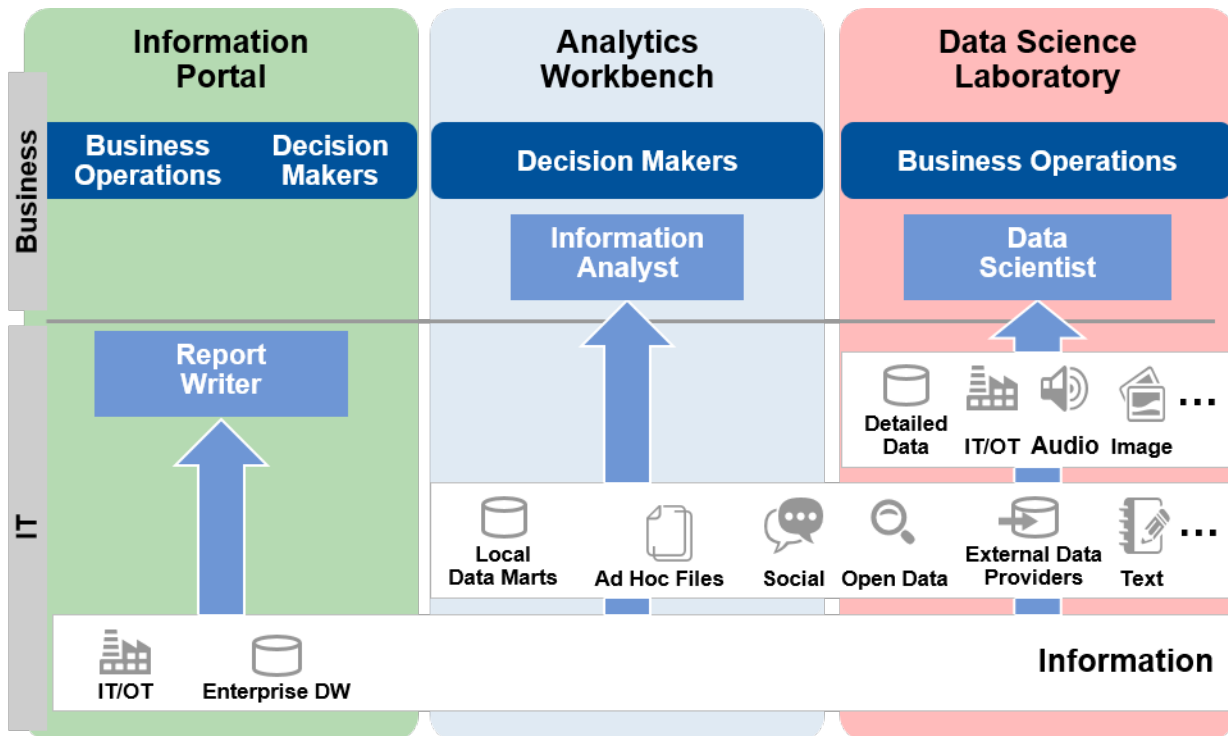 Information
Portal
Analytics
Workbench
Data Science
Laboratory
Business
Business
Operations
Decision
Makers
Decision Makers
Business Operations
Information
Analyst
Data
Scientist
IT
Report
Writer
Detailed
Data
IT/OT
Audio
Image
...
Local
Data Marts
Ad Hoc Files
Social
Open Data
External Data
Providers
Text
...
IT/OT
Enterprise DW
Information